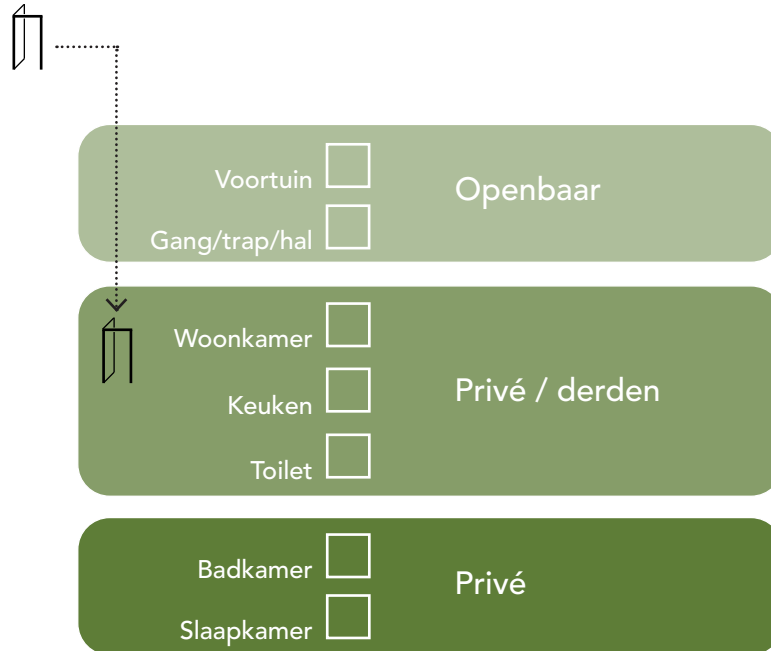 Voortuin
Openbaar
Gang/trap/hal
Woonkamer
Keuken
Privé / derden
Toilet
Badkamer
Privé
Slaapkamer